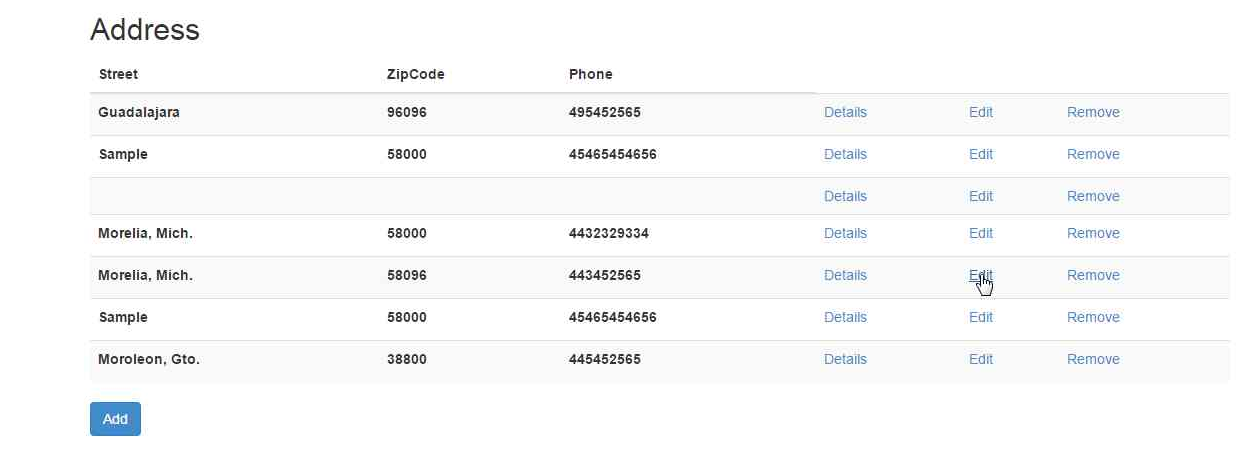 Address
Street ZipCode Phone
Guadalajara 96096 495452565 Details Edit Remove
Sample 58000 45465454656 Details Edit Remove
Details Edit Remove
Morelia, Mich. 58000 4432329334 Details Edit Remove
Morelia, Mich. 58096 443452565 Details Edit Remove
Sample 58000 45465454656 Details Edit Remove
Moroleon, Gto. 38800 445452565 Details Edit Remove
Add